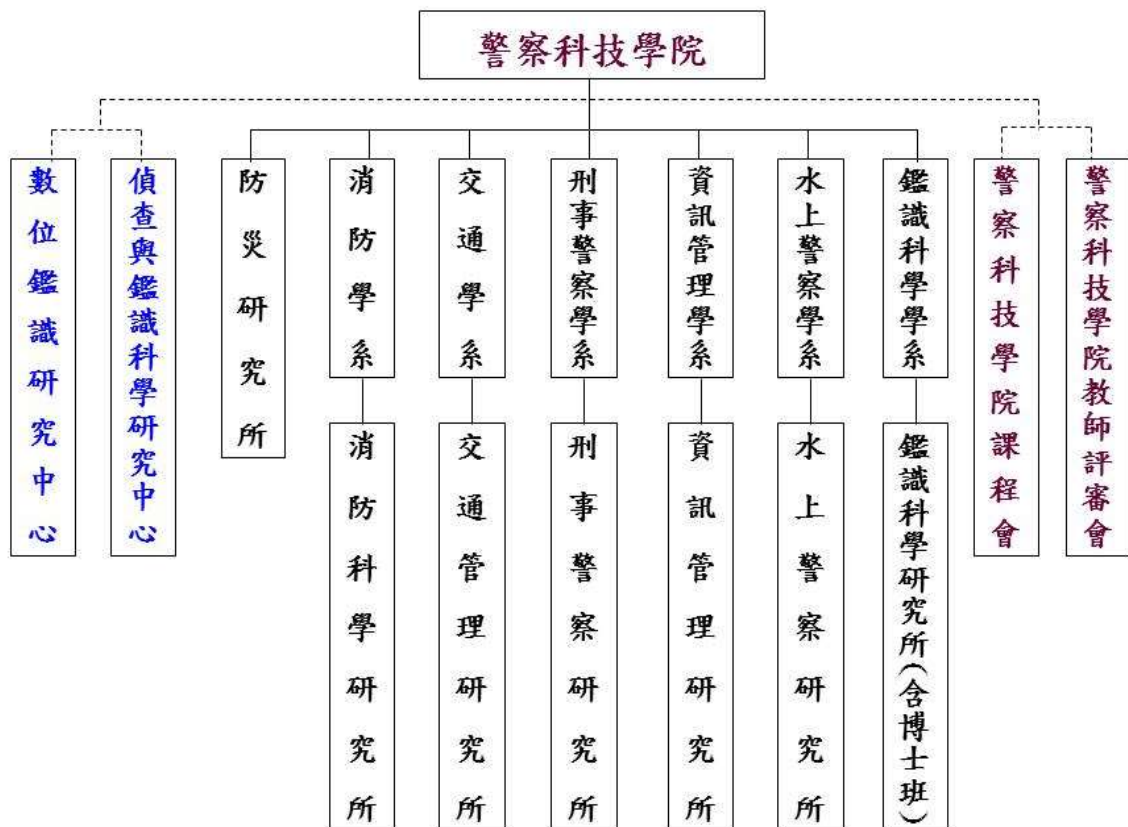 警察科技學院
數位鑑識研究中心
偵查與鑑識科學研究中心
防災研究所
消防學系
交通學系
刑事警察學系
資訊管理學系
水上警察學系
鑑識科學學系
警察科技學院課程會
警察科技學院教師評審會
消防科學研究所
交通管理研究所
刑事警察研究所
資訊管理研究所
水上警察研究所
鑑識科學研究所(含博士班)